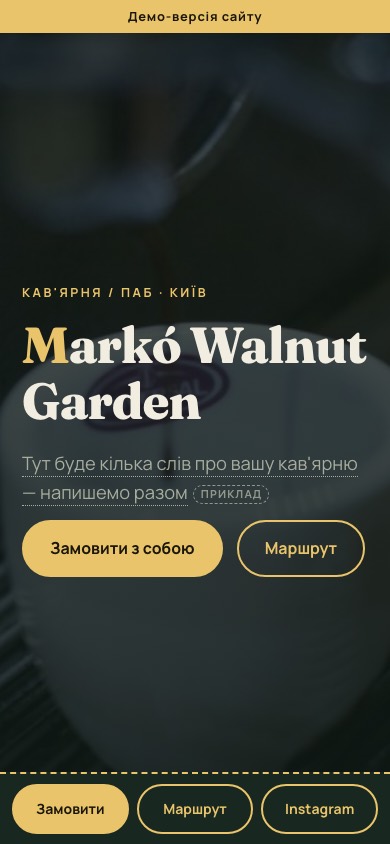 Демо-версія сайту
КАВ'ЯРНЯ / ПАБ · КИЇВ
Markó Walnut
Garden
Тут буде кілька слів про вашу кав'ярню
— напишемо разом ПРИКЛАД
Замовити з собою Маршрут
Замовити Маршрут Instagram